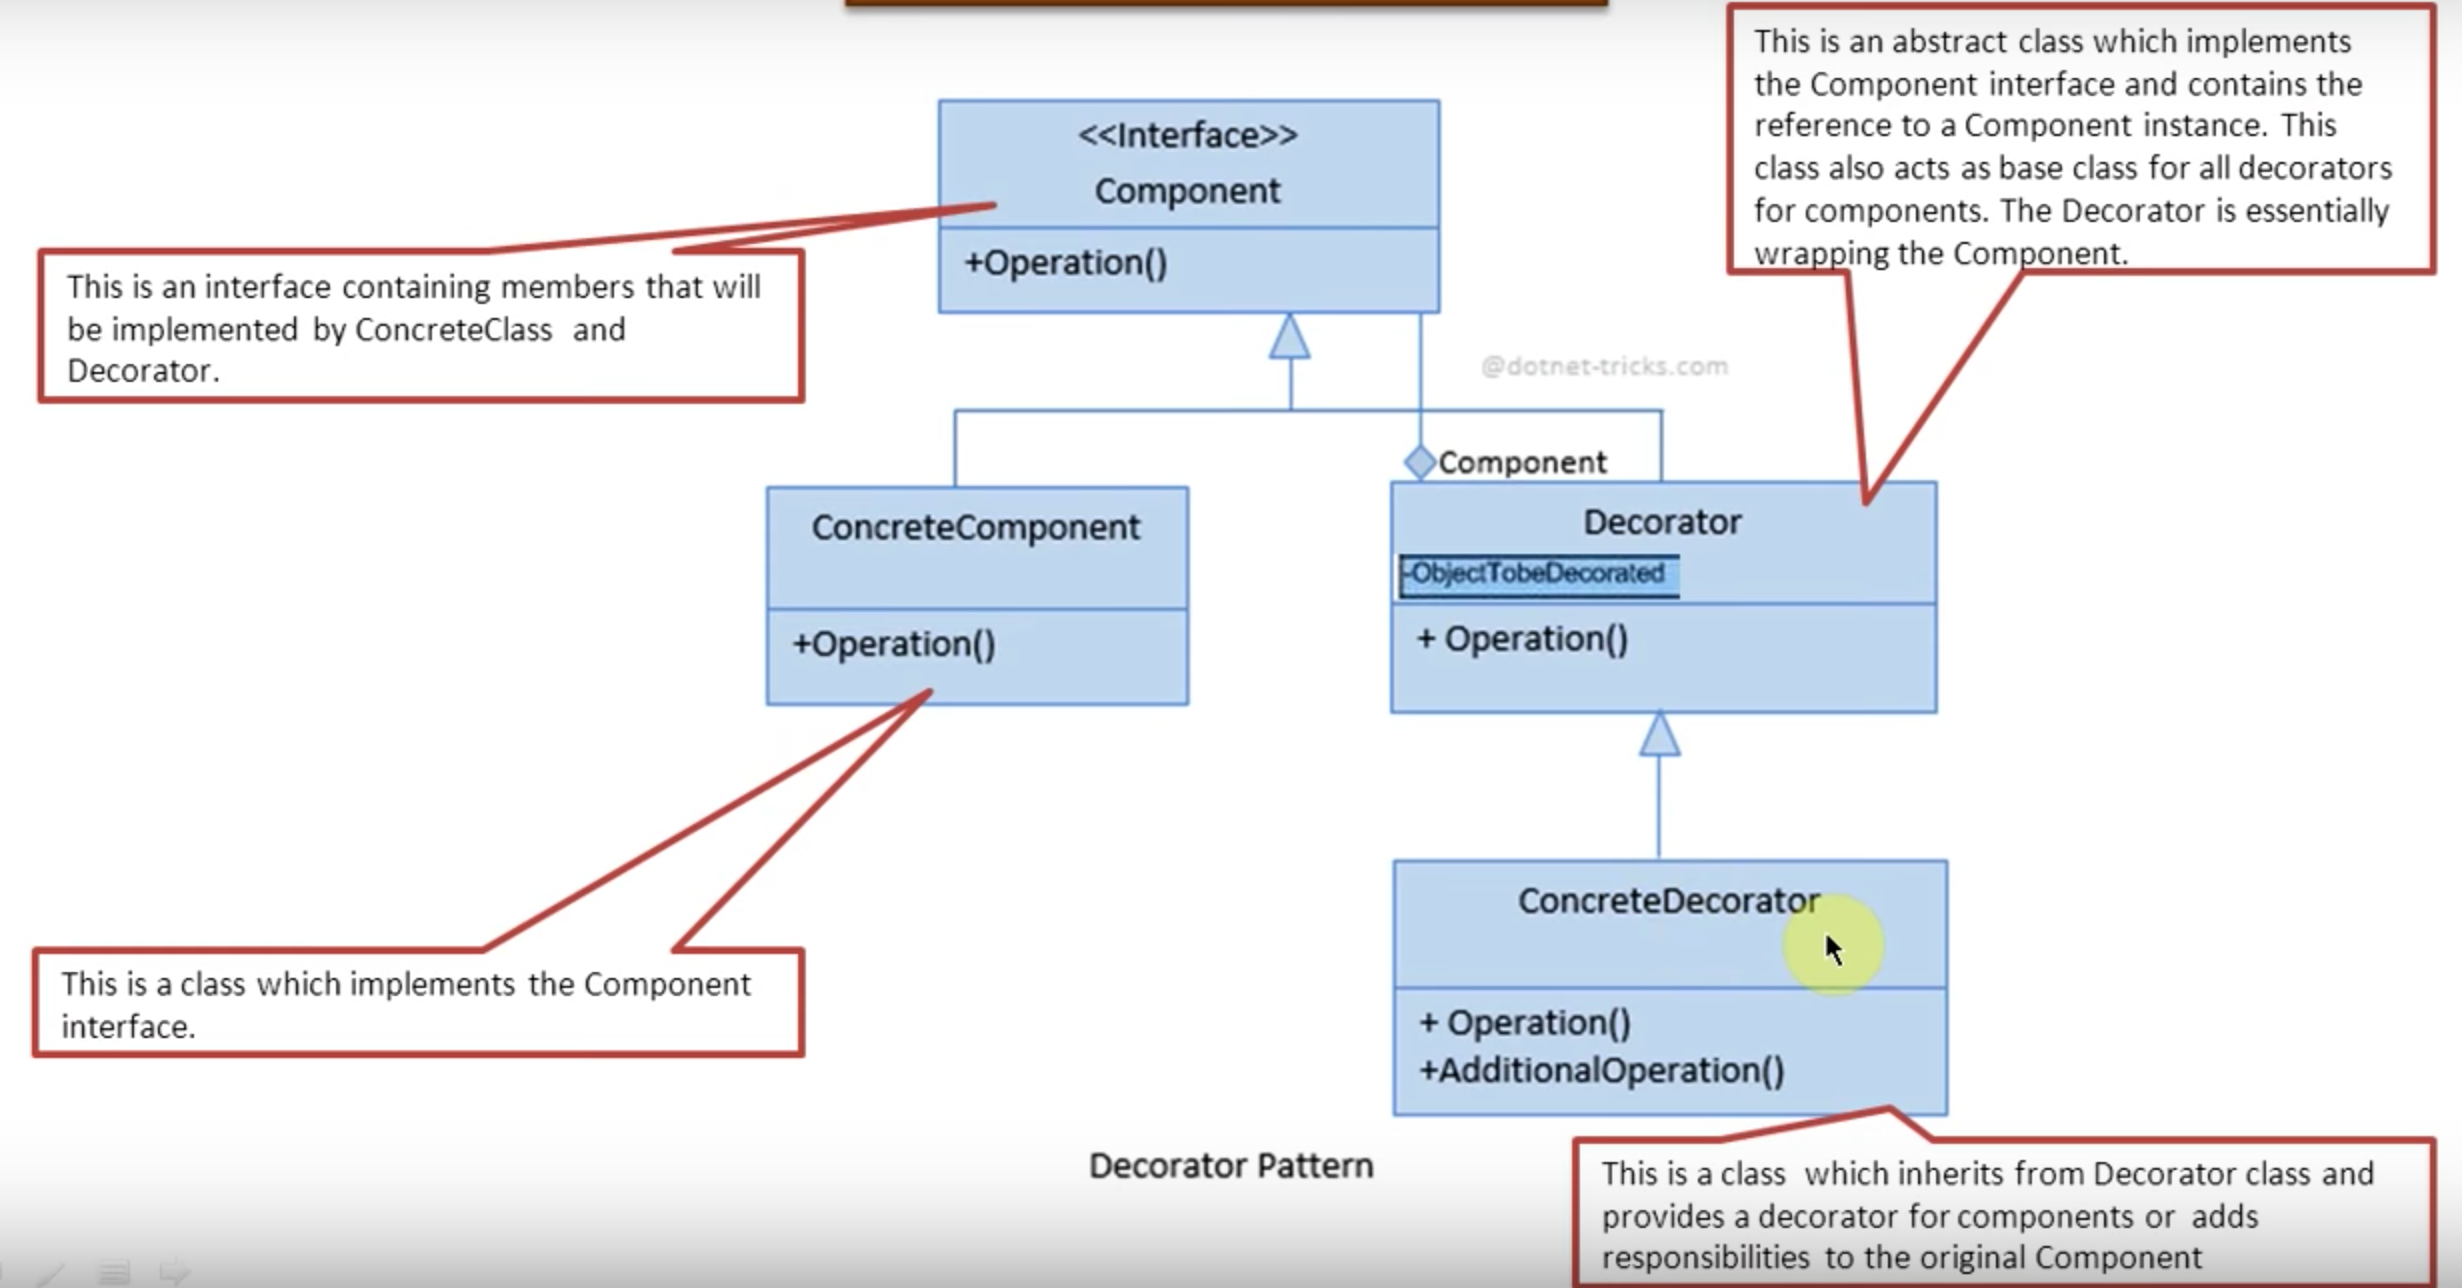 This is an abstract class which implements
the Component interface and contains the
reference to a Component instance. This
class also acts as base class for all decorators
for components. The Decorator is essentially
wrapping the Component.
<<Interface>>
Component
+Operation()
This is an interface containing members that will
be implemented by ConcreteClass and
Decorator.
@dotnet-tricks.com
Component
ConcreteComponent
+Operation()
Decorator
-ObjectTobeDecorated
+ Operation()
ConcreteDecorator
+ Operation()
+AdditionalOperation()
This is a class which implements the Component
interface.
Decorator Pattern
This is a class which inherits from Decorator class and
provides a decorator for components or adds
responsibilities to the original Component